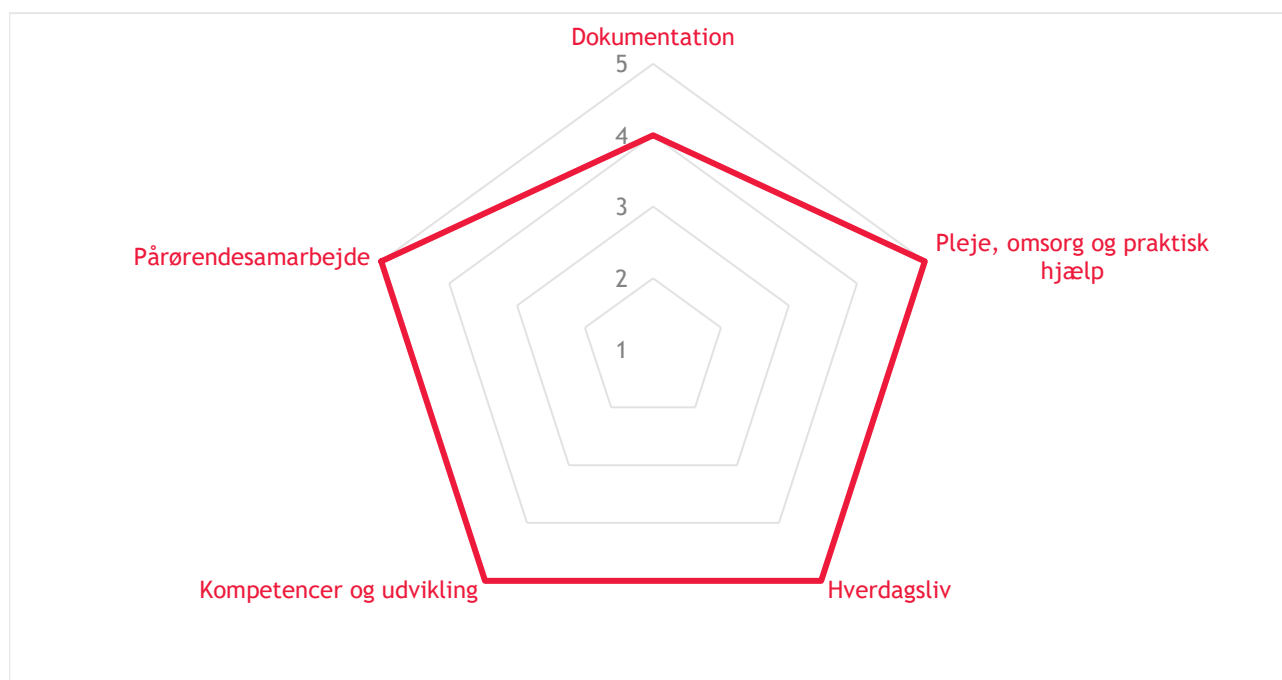 Dokumentation
5
4
3
2
1
Pleje, omsorg og praktisk
hjælp
Hverdagsliv
Kompetencer og udvikling
Pårørendesamarbejde